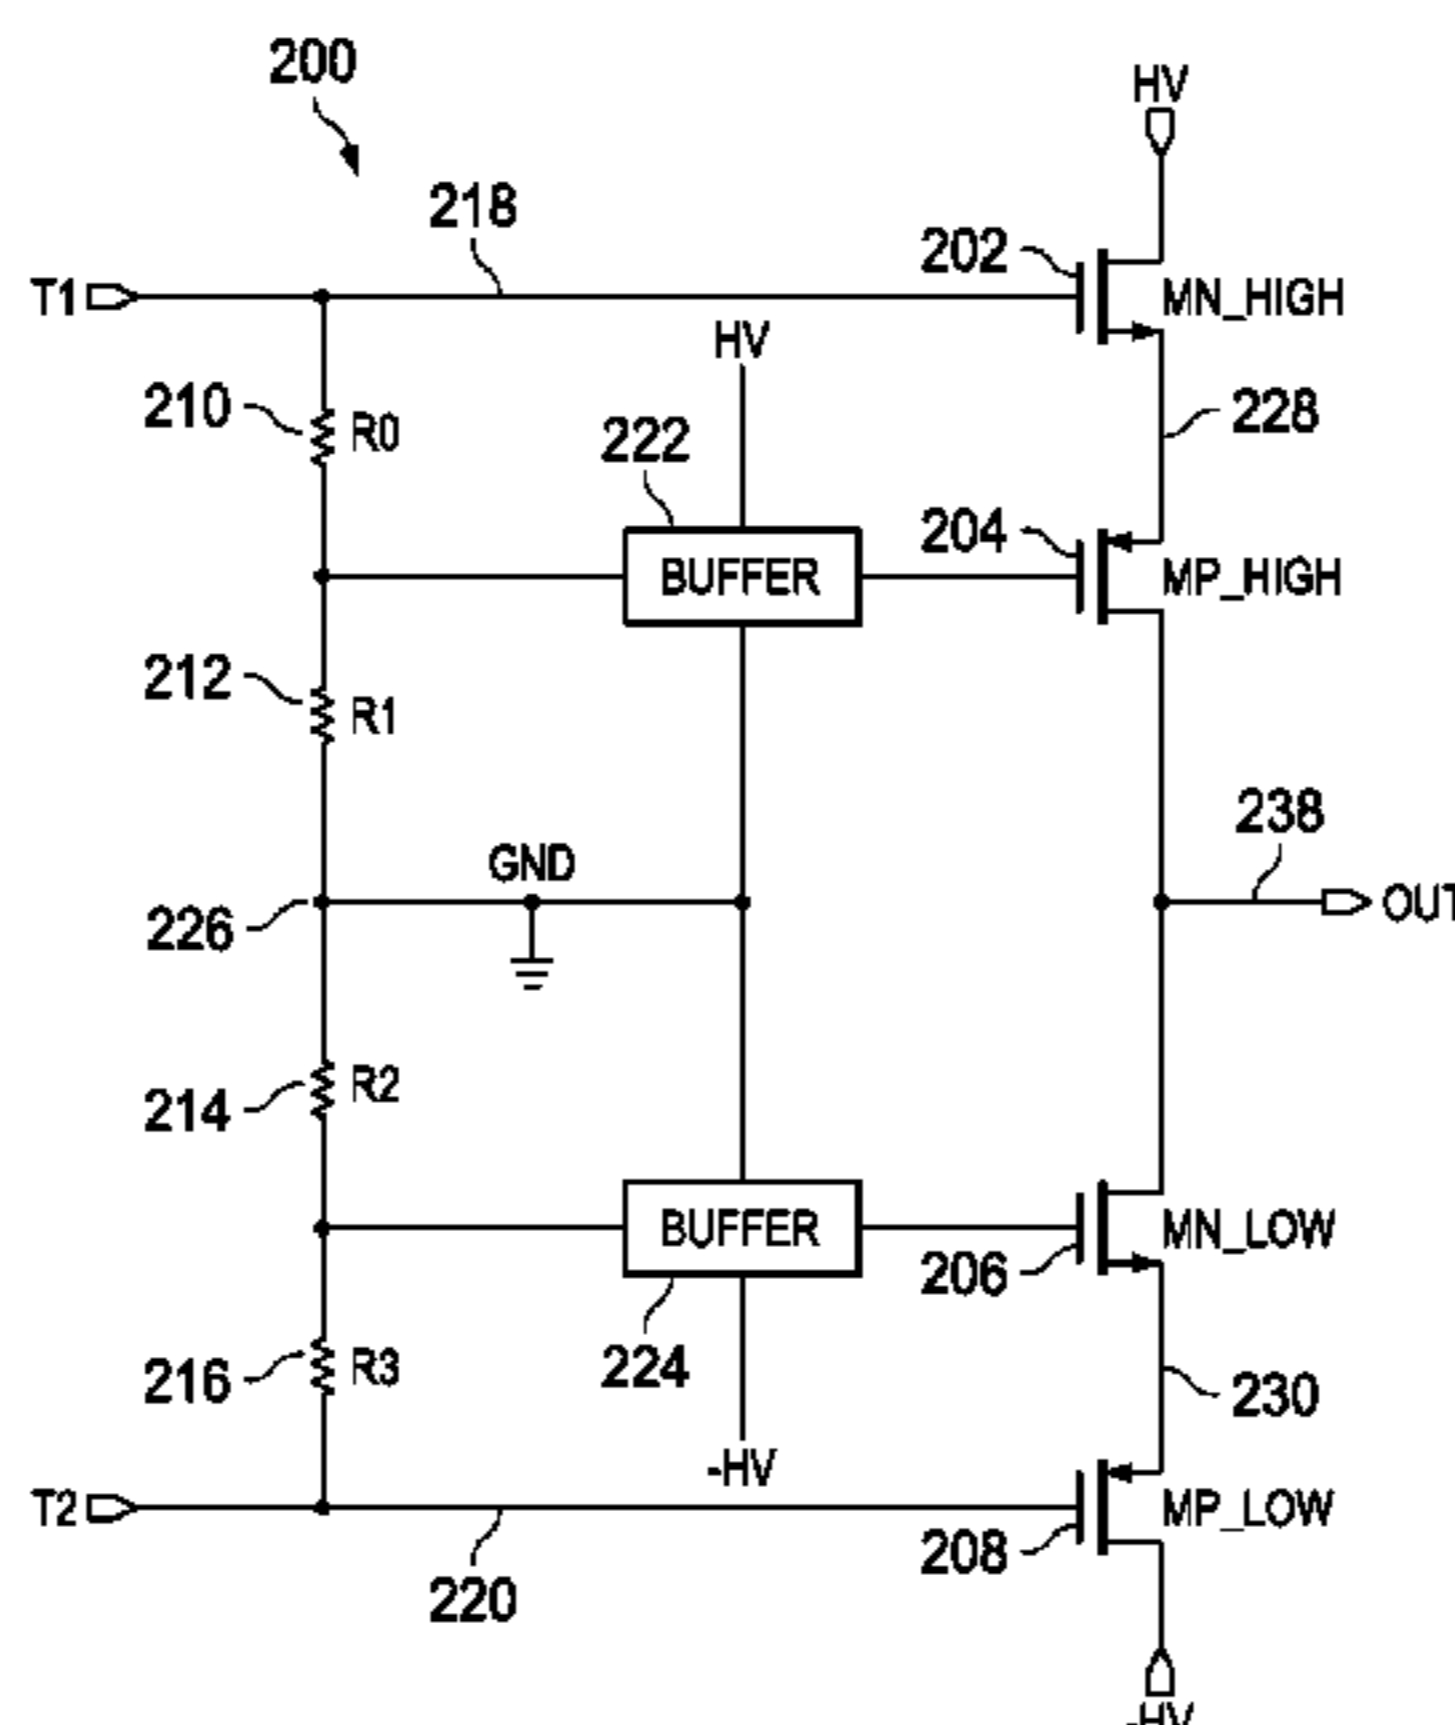 200
HV
218
202
T1
MN_HIGH
HV
210
R0
228
222
204
BUFFER
MP_HIGH
212
R1
238
GND
226
OUT
214
R2
BUFFER
MN_LOW
206
216
R3
224
230
-HV
T2
MP_LOW
208
220
-HV